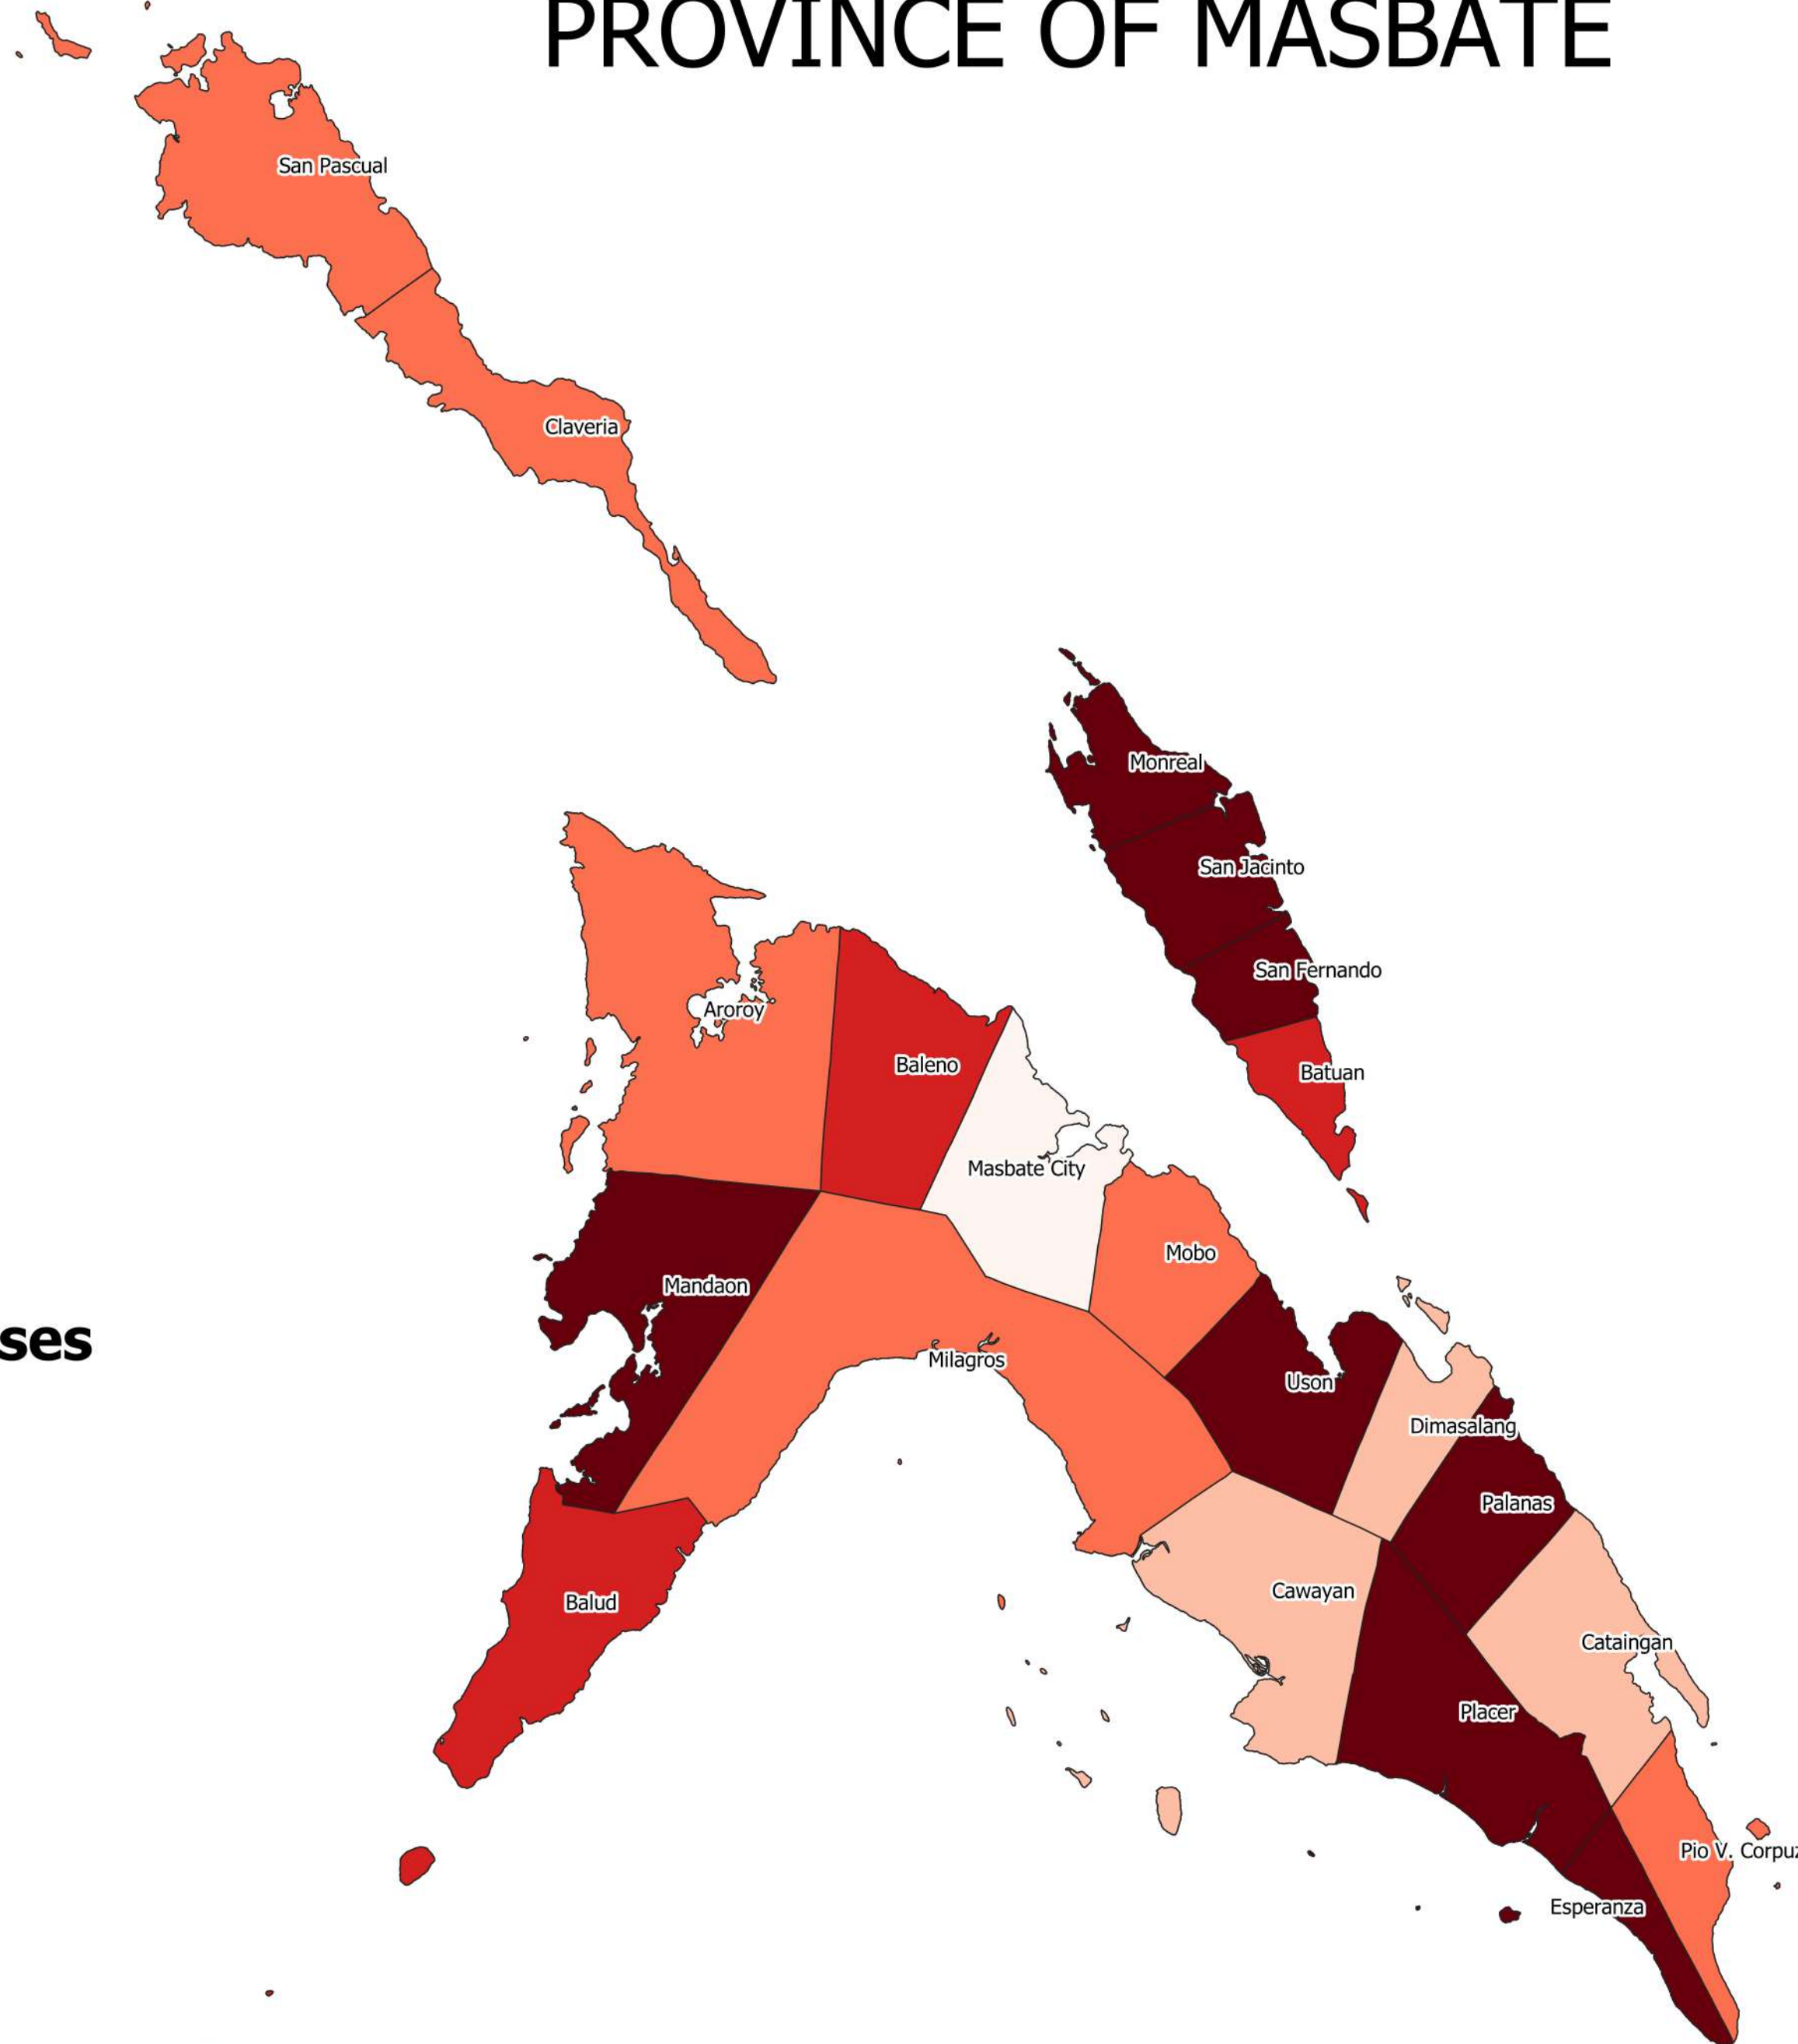 PROVINCE OF MASBATE
San Pascual
Claveria
Monreal
San Jacinto
San Fernando
Aroroy
Baleno
Batuan
Masbate City
Mobo
Mandaon
ses
Milagros
Uson
Dimasalang
Palanas
Cawayan
Balud
Cataingan
Placer
Pio V. Corpuz
Esperanza